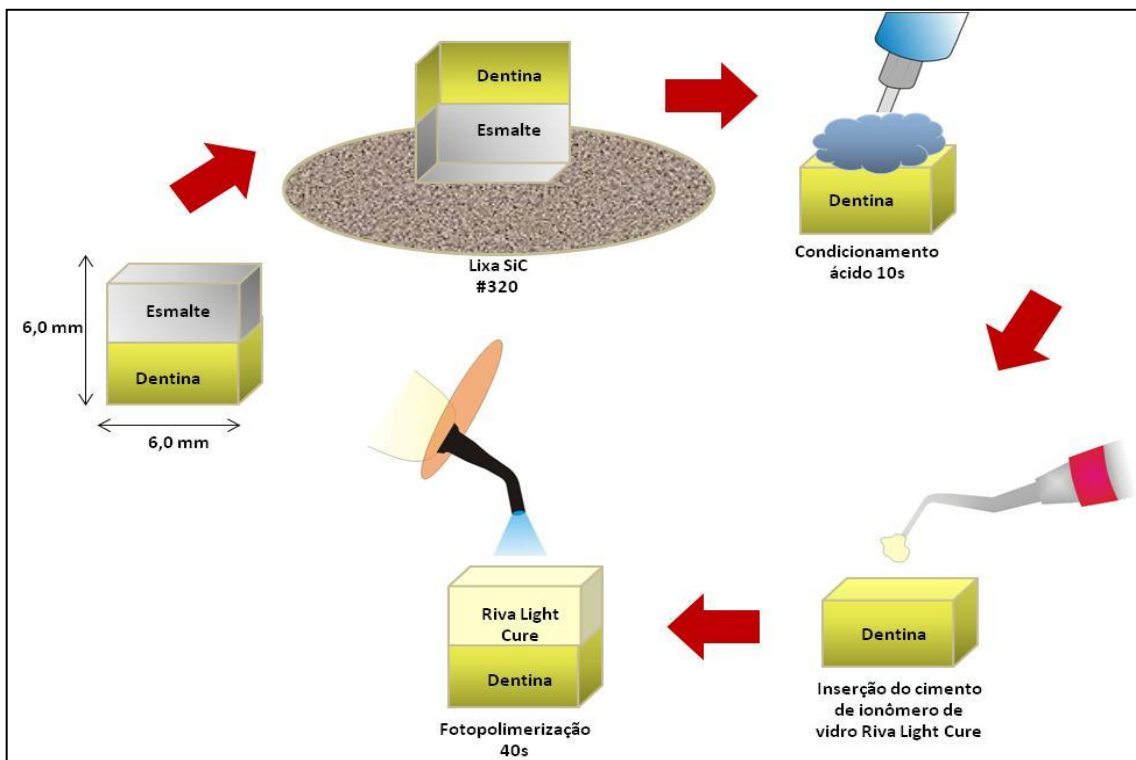 6,0 mm
Esmalte
Dentina
6,0 mm
Dentina
Esmalte
Lixa SiC
#320
Dentina
Condicionamento
ácido 10s
Dentina
Inserção do cimento
de ionômero de
vidro Riva Light Cure
Riva Light
Cure
Dentina
Fotopolimerização
40s